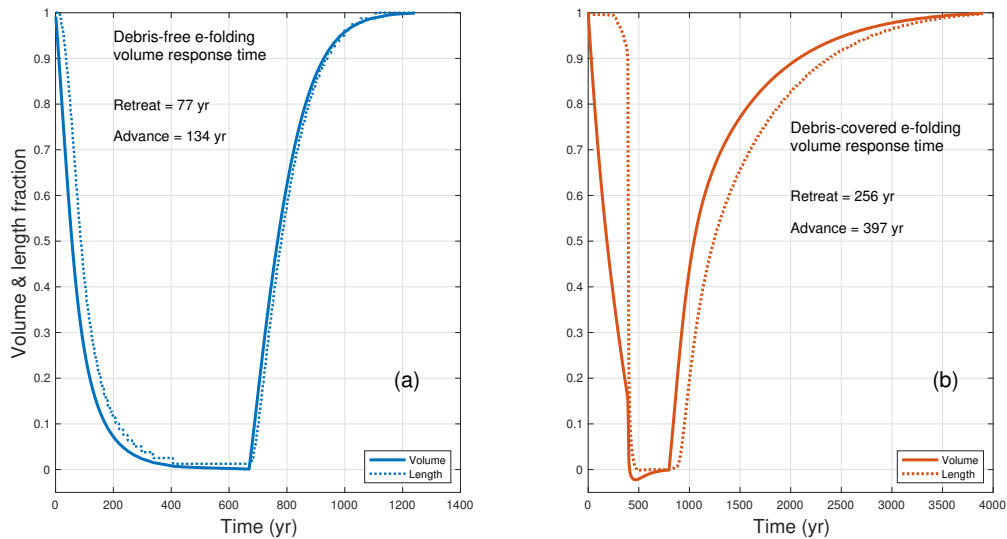 Debris-free e-folding
volume response time
Retreat = 77 yr
Advance = 134 yr
(a)
Volume
Length
Volume & length fraction
1
0.9
0.8
0.7
0.6
0.5
0.4
0.3
0.2
0.1
0
0 200 400 600 800 1000 1200 1400
Time (yr)
Debris-covered e-folding
volume response time
Retreat = 256 yr
Advance = 397 yr
(b)
Volume
Length
1
0.9
0.8
0.7
0.6
0.5
0.4
0.3
0.2
0.1
0
0 500 1000 1500 2000 2500 3000 3500 4000
Time (yr)